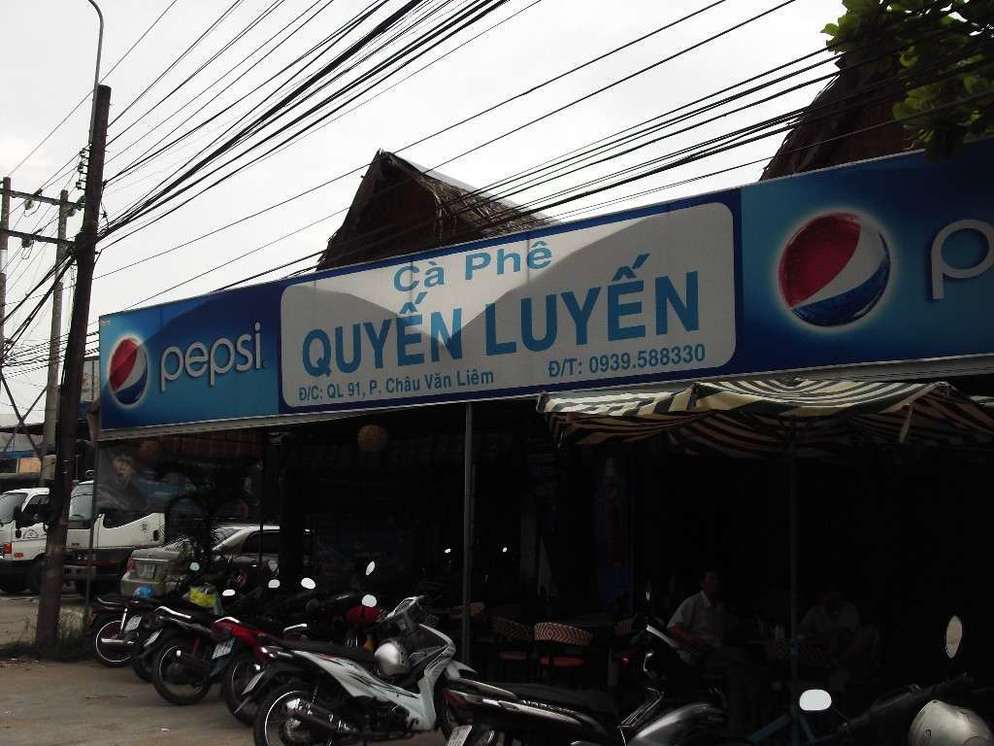 Cà Phê
pepsi
QUYẾN LUYẾN
Đ/C: QL 91, P. Châu Văn Liêm
Đ/T: 0939.588330
p